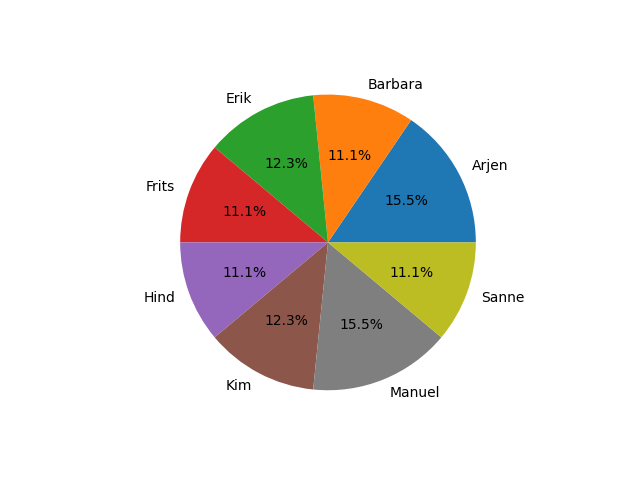 Barbara
Erik
Arjen
11.1%
12.3%
Frits
15.5%
11.1%
11.1%
11.1%
Hind
Sanne
12.3%
15.5%
Kim
Manuel